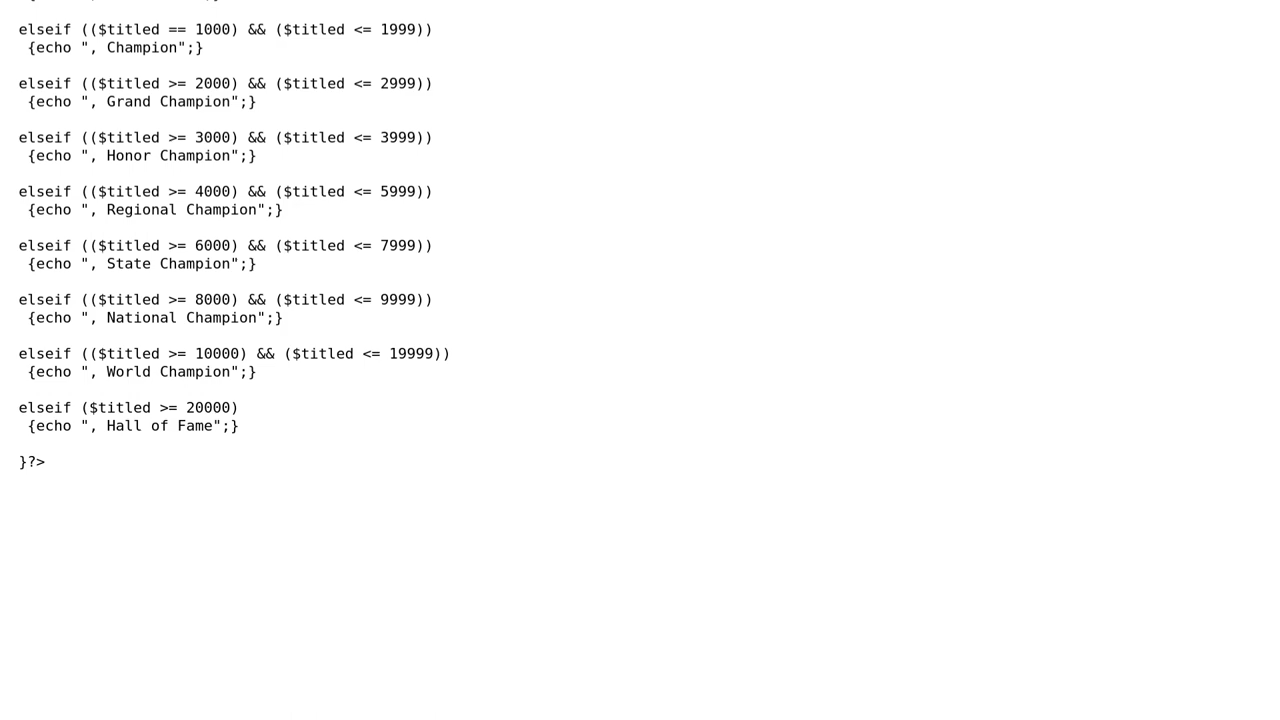 elseif (($titled == 1000) && ($titled <= 1999))
 {echo ", Champion";}

elseif (($titled >= 2000) && ($titled <= 2999))
 {echo ", Grand Champion";}

elseif (($titled >= 3000) && ($titled <= 3999))
 {echo ", Honor Champion";}

elseif (($titled >= 4000) && ($titled <= 5999))
 {echo ", Regional Champion";}

elseif (($titled >= 6000) && ($titled <= 7999))
 {echo ", State Champion";}

elseif (($titled >= 8000) && ($titled <= 9999))
 {echo ", National Champion";}

elseif (($titled >= 10000) && ($titled <= 19999))
 {echo ", World Champion";}

elseif ($titled >= 20000)
 {echo ", Hall of Fame";}

}?>